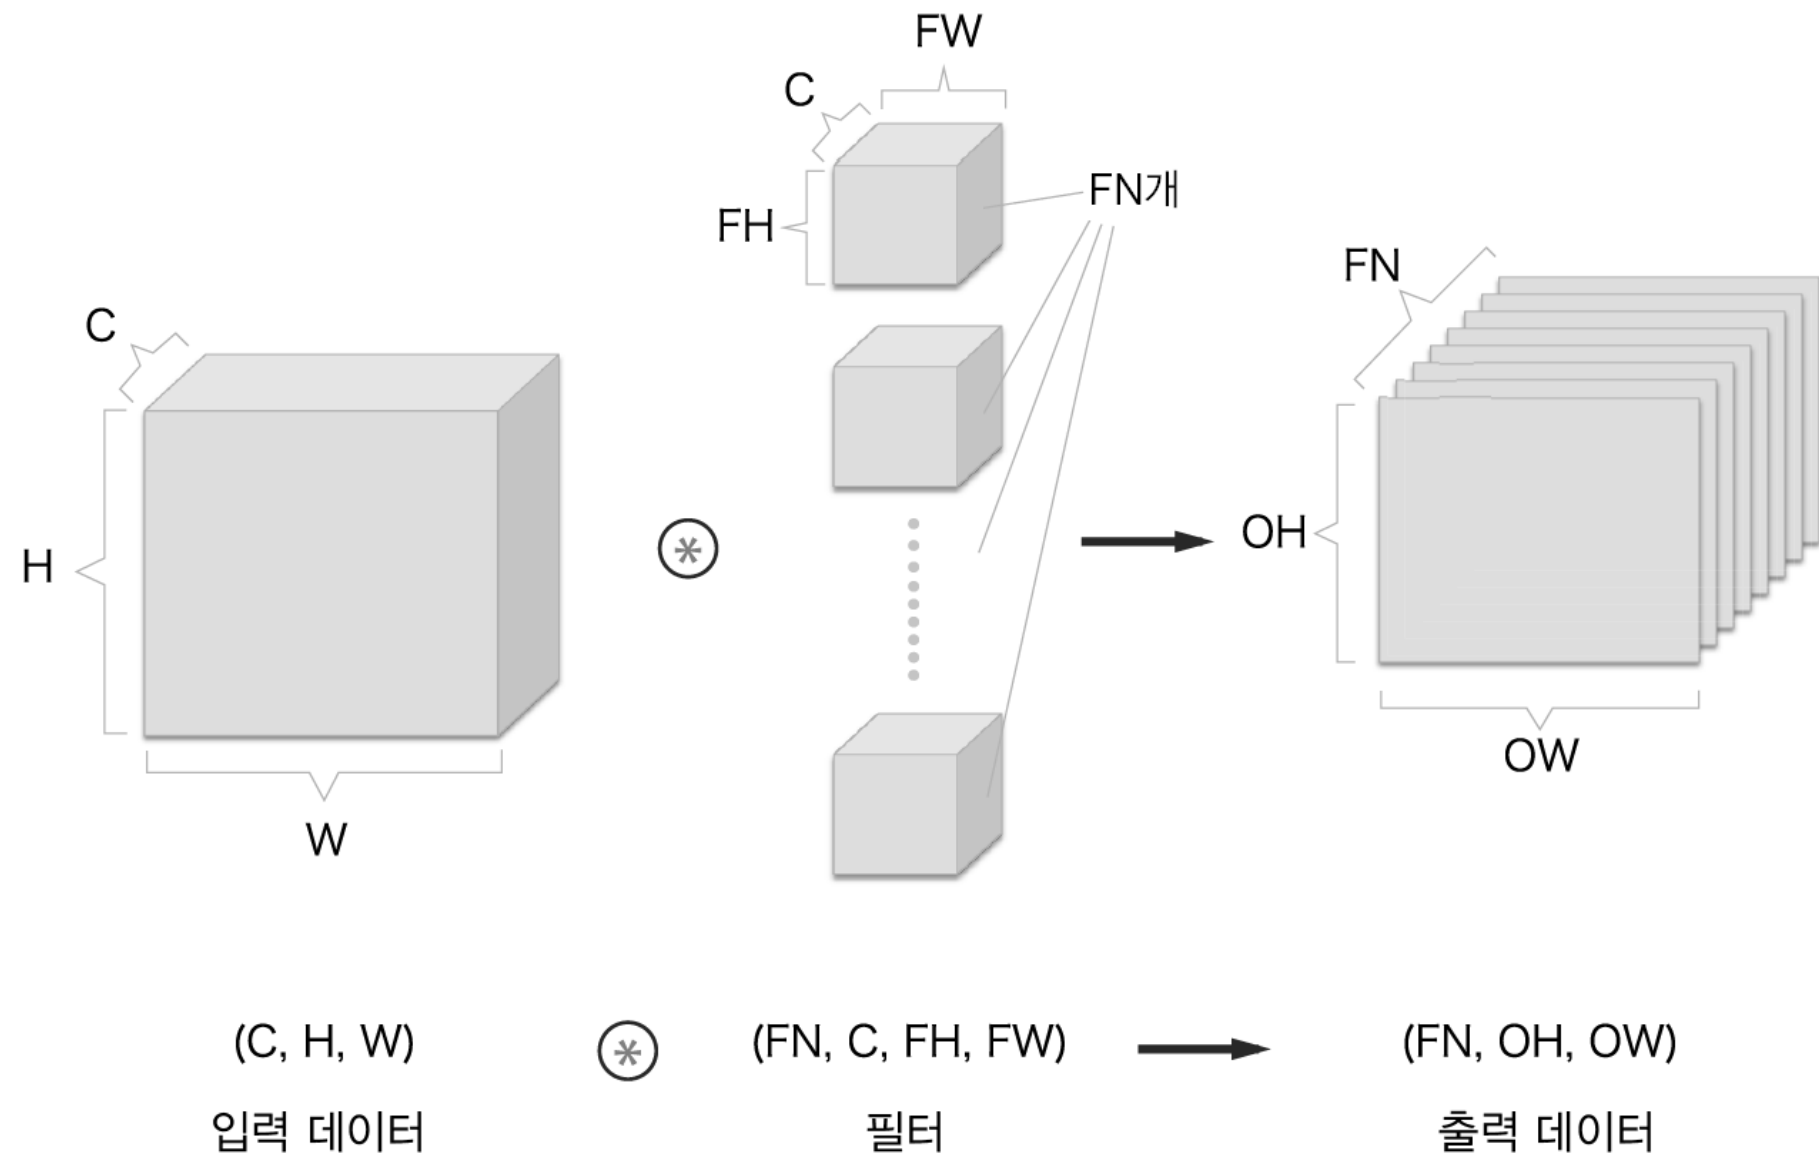 FW
C
FN개
FH
FN
C
OH
H
OW
W
(C, H, W) ⊛ (FN, C, FH, FW) → (FN, OH, OW)
입력 데이터 필터 출력 데이터